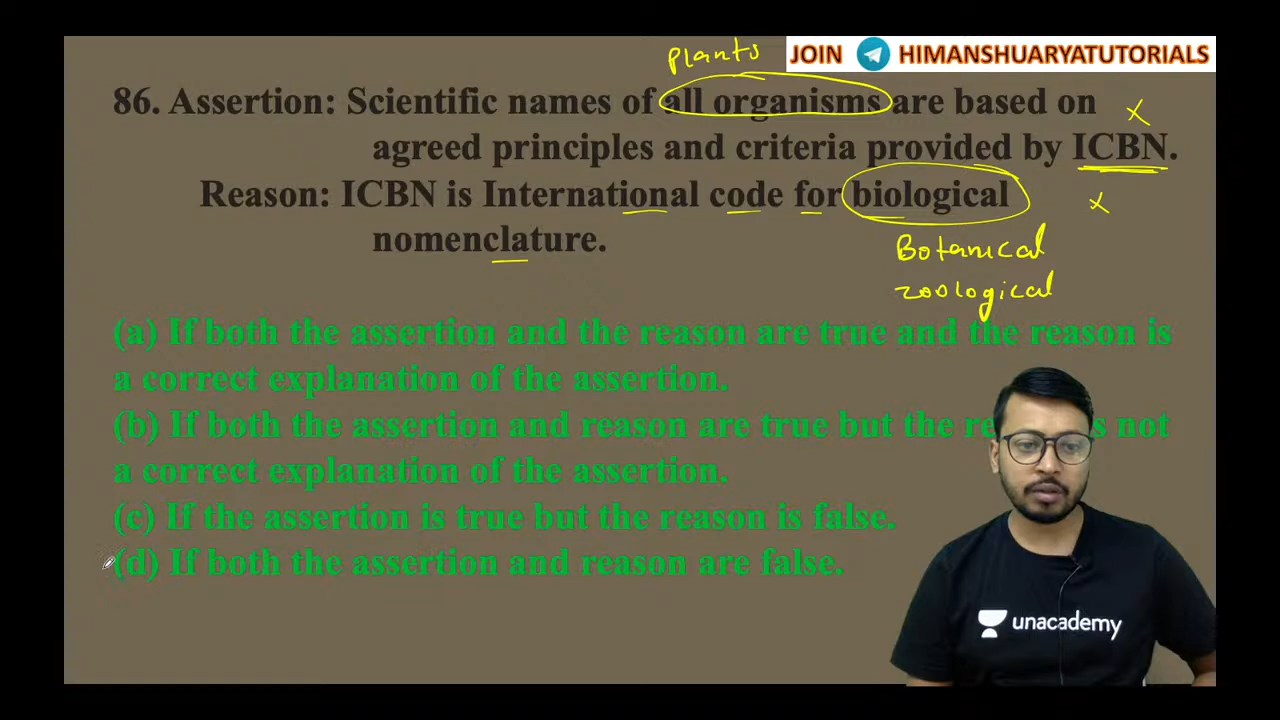 plants
JOIN HIMANSHUARYATUTORIALS
86. Assertion: Scientific names of all organisms are based on
agreed principles and criteria provided by ICBN.
Reason: ICBN is International code for biological
nomenclature.
Botanical
zoological
(a) If both the assertion and the reason are true and the reason is
a correct explanation of the assertion.
(b) If both the assertion and reason are true but the not
a correct explanation of the assertion.
(c) If the assertion is true but the reason is false.
(d) If both the assertion and reason are false.
unacademy